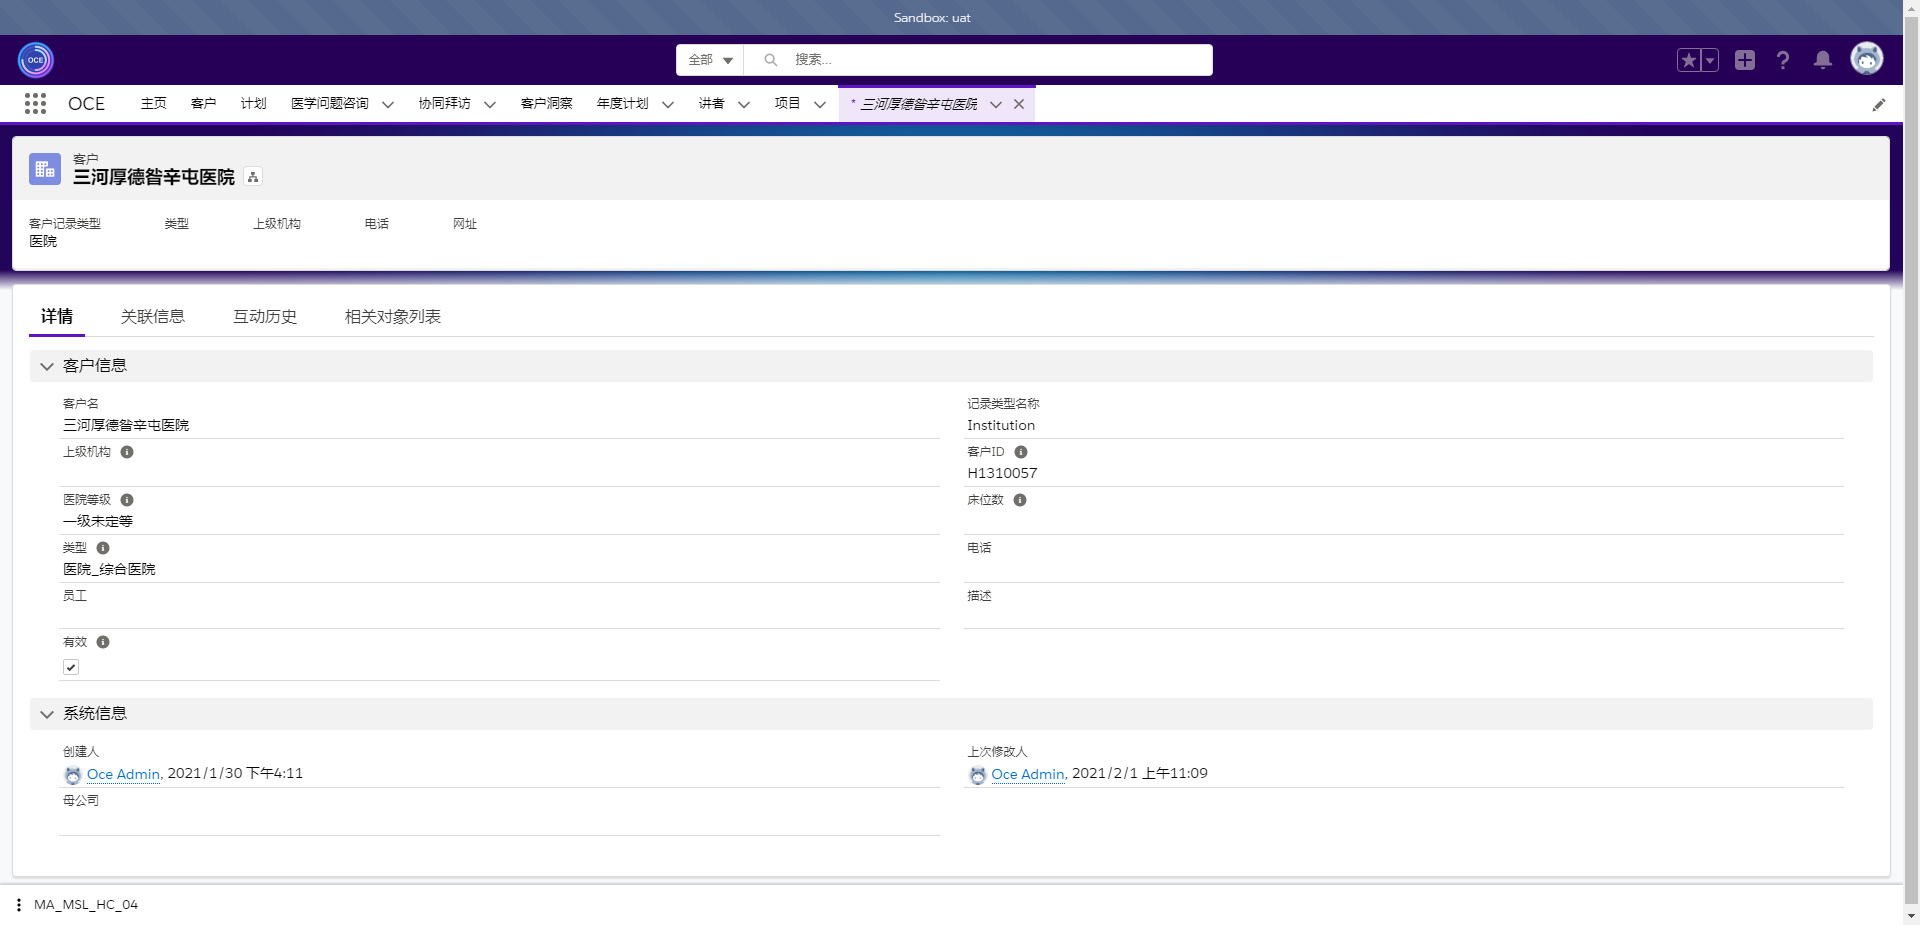 Sandbox: uat
OCE
全部
搜索...
OCE 主页 客户 计划 医学问题咨询 协同拜访 客户洞察 年度计划 讲者 项目 * 三河厚德昝辛屯医院
客户
三河厚德昝辛屯医院
客户记录类型 类型 上级机构 电话 网址
医院
详情 关联信息 互动历史 相关对象列表
客户信息
客户名 记录类型名称
三河厚德昝辛屯医院 Institution
上级机构 客户ID
H1310057
医院等级 床位数
一级未定等
类型 电话
医院_综合医院
员工 描述
有效
系统信息
创建人 上次修改人
Oce Admin, 2021/1/30 下午4:11 Oce Admin, 2021/2/1 上午11:09
母公司
MA_MSL_HC_04